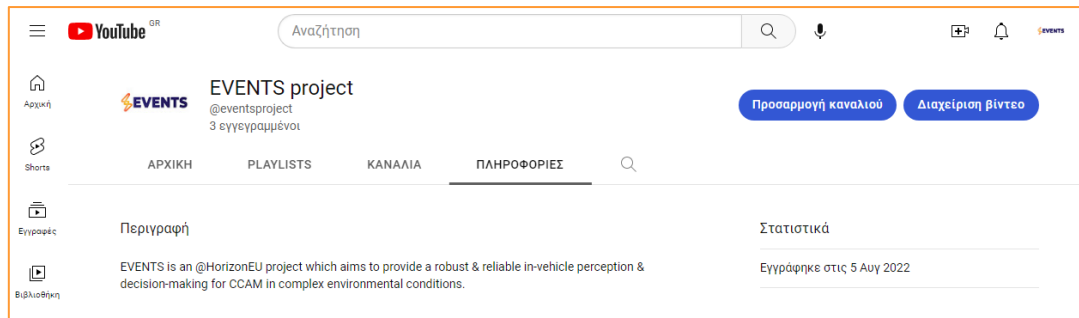 YouTube GR
Αναζήτηση
EVENTS
Αρχική
Shorts
Εγγραφές
Βιβλιοθήκη
EVENTS
EVENTS project
@eventsproject
3 εγγεγραμμένοι
Προσαρμογή καναλιού Διαχείριση βίντεο
ΑΡΧΙΚΗ PLAYLISTS ΚΑΝΑΛΙΑ ΠΛΗΡΟΦΟΡΙΕΣ
Περιγραφή
EVENTS is an @HorizonEU project which aims to provide a robust & reliable in-vehicle perception &
decision-making for CCAM in complex environmental conditions.
Στατιστικά
Εγγράφηκε στις 5 Αυγ 2022